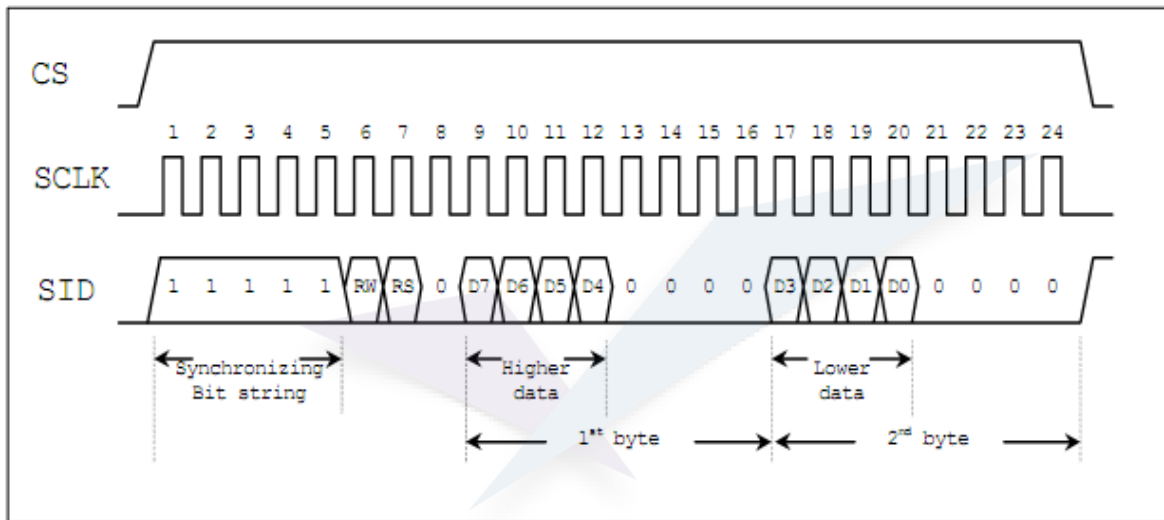 CS
1 2 3 4 5 6 7 8 9 10 11 12 13 14 15 16 17 18 19 20 21 22 23 24
SCLK
SID
1 1 1 1 1 RW RS 0 D7 D6 D5 D4 0 0 0 0 D3 D2 D1 D0 0 0 0 0
Synchronizing Higher Lower
Bit string data data
1st byte 2nd byte